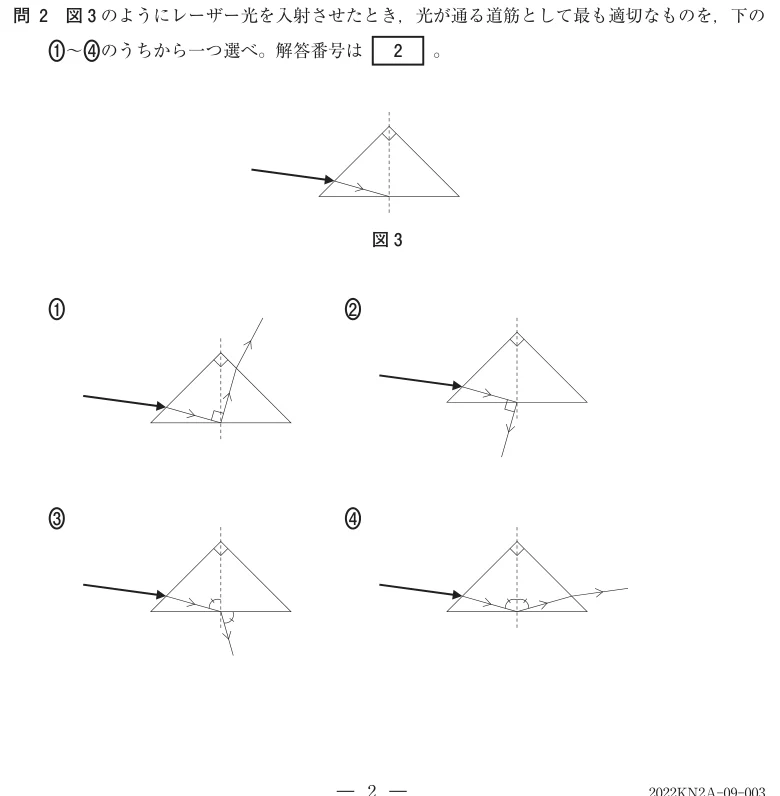 問 2 図 3 のようにレーザー光を入射させたとき，光が通る道筋として最も適切なものを，下の
①～④のうちから一つ選べ。解答番号は 2 。
図 3
① ②
③ ④
― 2 ―
2022KN2A-09-003